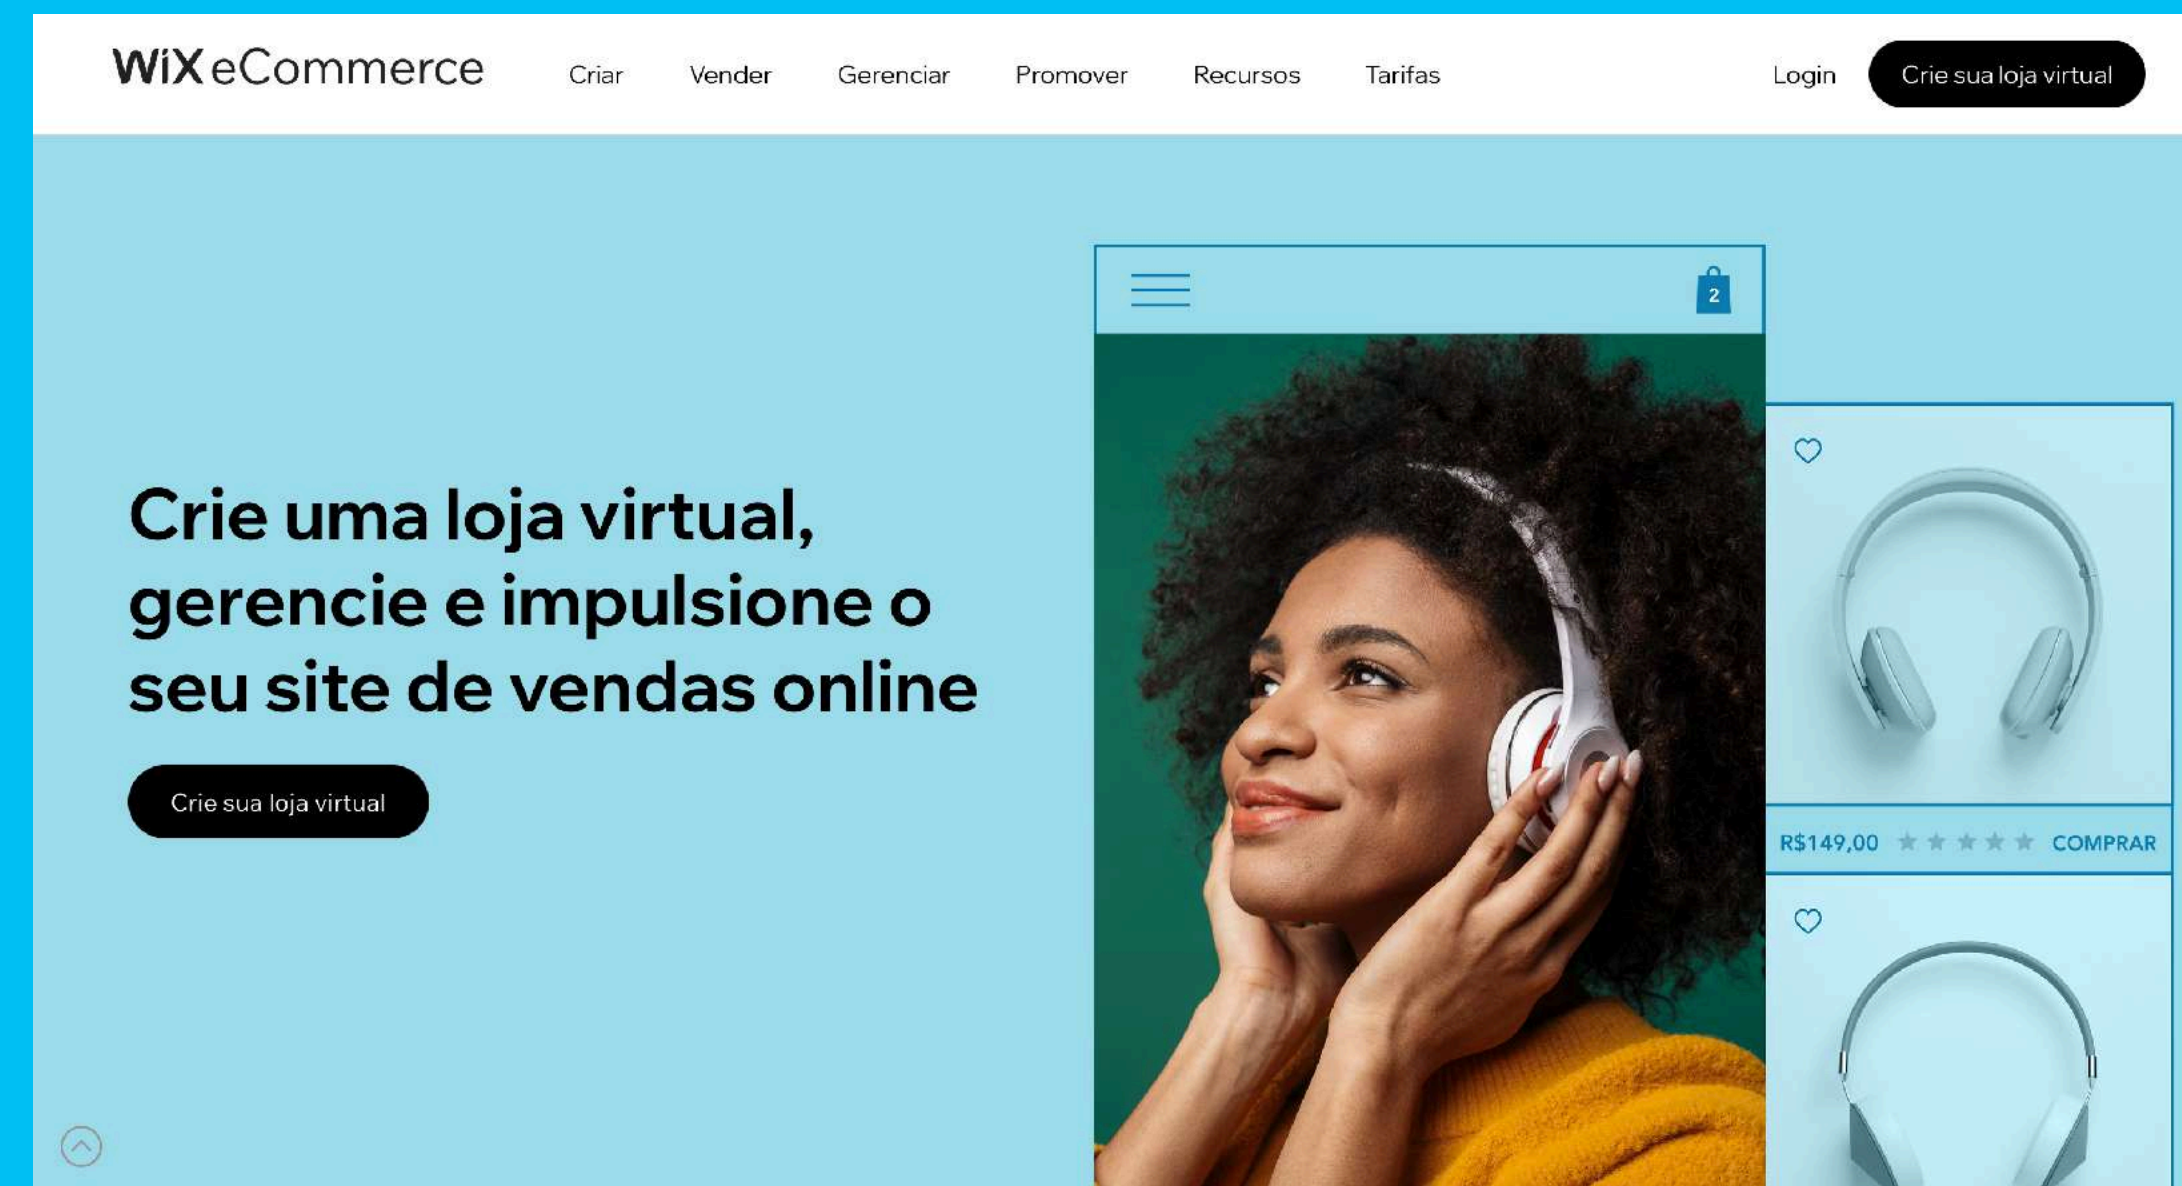 WiX eCommerce
Criar
Vender
Gerenciar
Promover
Recursos
Tarifas
Login
Crie sua loja virtual
2
Crie uma loja virtual,
gerencie e impulsione o
seu site de vendas online
Crie sua loja virtual
R$149,00
COMPRAR